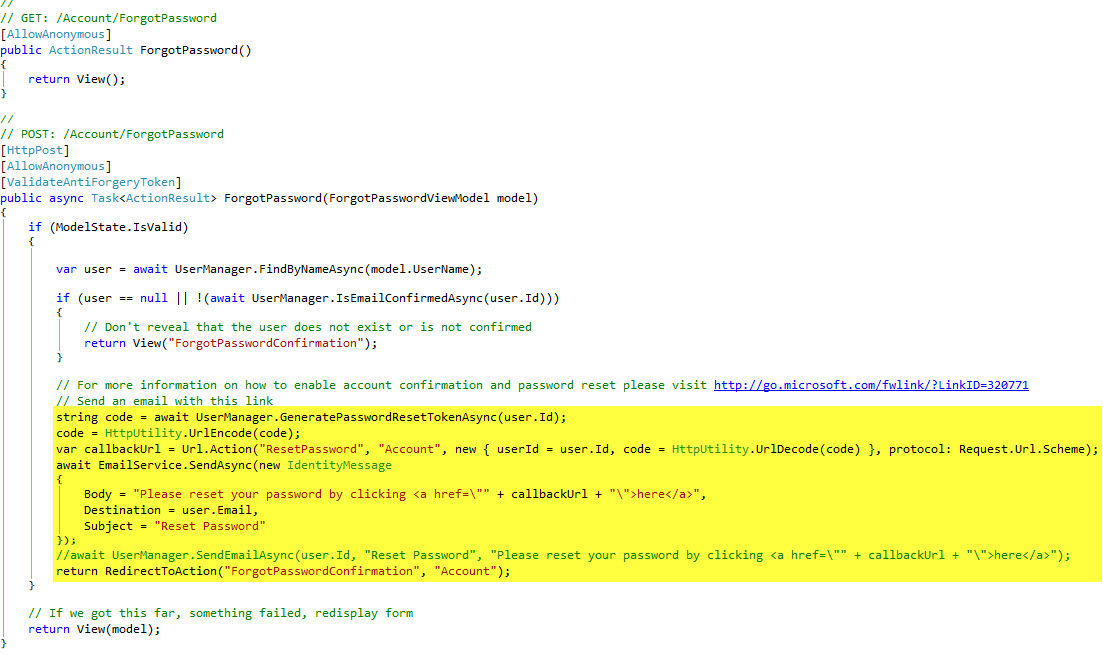 //
// GET: /Account/ForgotPassword
[AllowAnonymous]
public ActionResult ForgotPassword()
{
    return View();
}

//
// POST: /Account/ForgotPassword
[HttpPost]
[AllowAnonymous]
[ValidateAntiForgeryToken]
public async Task<ActionResult> ForgotPassword(ForgotPasswordViewModel model)
{
    if (ModelState.IsValid)
    {

        var user = await UserManager.FindByNameAsync(model.UserName);

        if (user == null || !(await UserManager.IsEmailConfirmedAsync(user.Id)))
        {
            // Don't reveal that the user does not exist or is not confirmed
            return View("ForgotPasswordConfirmation");
        }

        // For more information on how to enable account confirmation and password reset please visit http://go.microsoft.com/fwlink/?LinkID=320771
        // Send an email with this link
        string code = await UserManager.GeneratePasswordResetTokenAsync(user.Id);
        code = HttpUtility.UrlEncode(code);
        var callbackUrl = Url.Action("ResetPassword", "Account", new { userId = user.Id, code = HttpUtility.UrlDecode(code) }, protocol: Request.Url.Scheme);
        await EmailService.SendAsync(new IdentityMessage
        {
            Body = "Please reset your password by clicking <a href=\"" + callbackUrl + "\">here</a>",
            Destination = user.Email,
            Subject = "Reset Password"
        });
        //await UserManager.SendEmailAsync(user.Id, "Reset Password", "Please reset your password by clicking <a href=\"" + callbackUrl + "\">here</a>");
        return RedirectToAction("ForgotPasswordConfirmation", "Account");
    }

    // If we got this far, something failed, redisplay form
    return View(model);
}